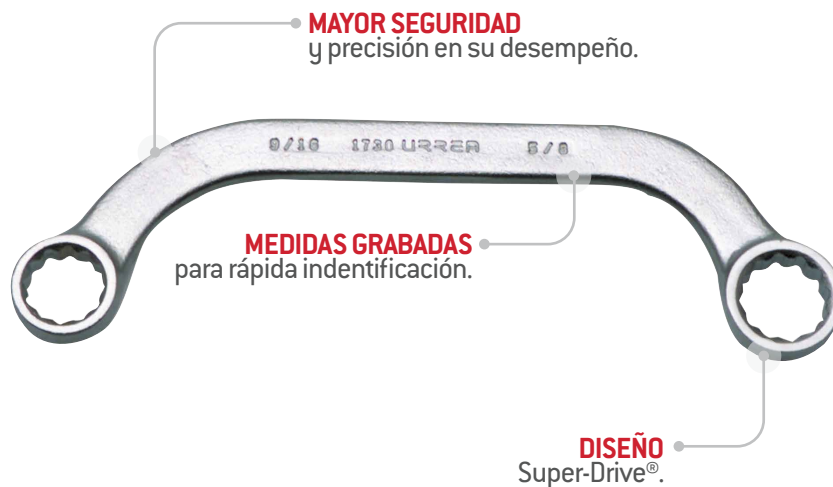 MAYOR SEGURIDAD
y precisión en su desempeño.
9/16 1730 URREA 5/8
MEDIDAS GRABADAS
para rápida indentificación.
DISEÑO
Super-Drive®.